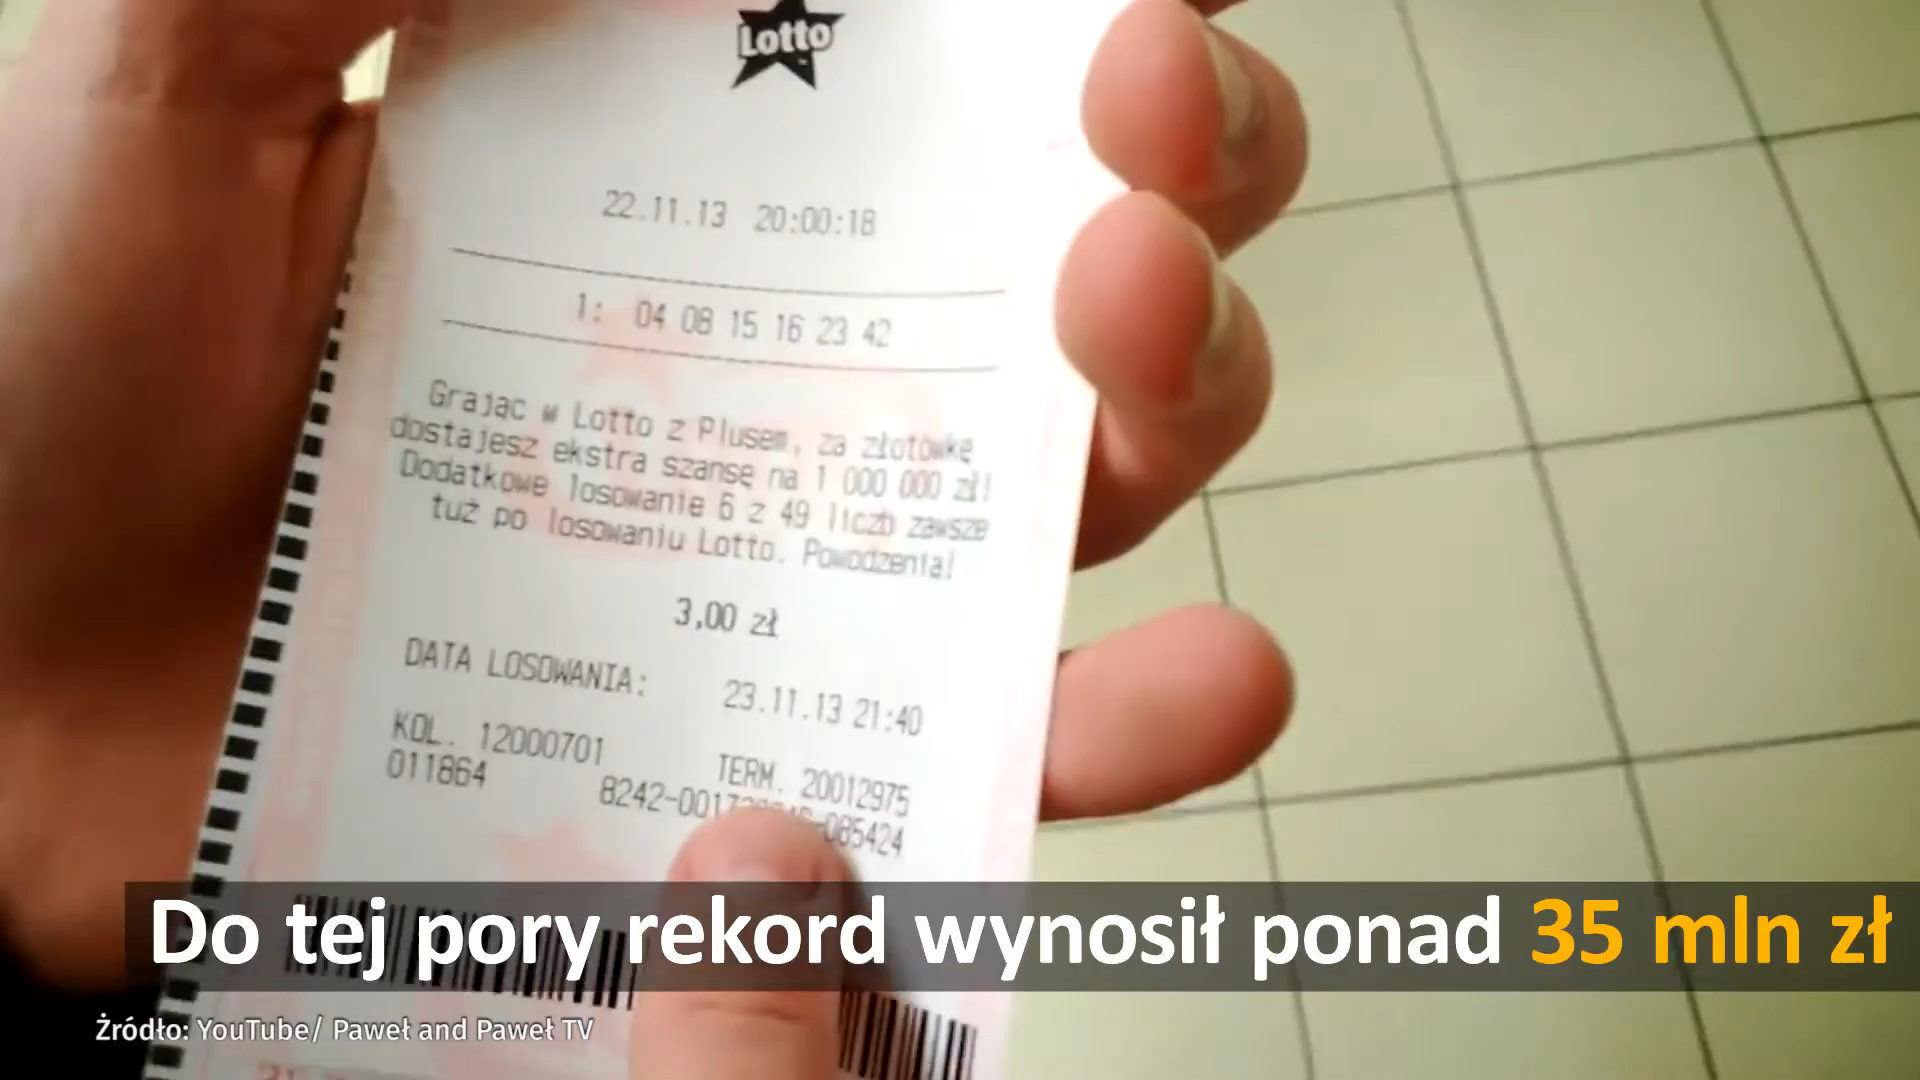 Lotto
22.11.13 20:00:18
1: 04 08 15 16 23 42
Grając w Lotto z Plusem, za złotówkę
dostajesz ekstra szansę na 1 000 000 zł!
Dodatkowe losowanie 6 z 49 liczb zawsze
tuż po losowaniu Lotto. Powodzenia!
3,00 zł
DATA LOSOWANIA: 23.11.13 21:40
KOL. 12000701 TERM. 20012975
011864 -085424
Do tej pory rekord wynosił ponad 35 mln zł
Źródło: YouTube/ Paweł and Paweł TV